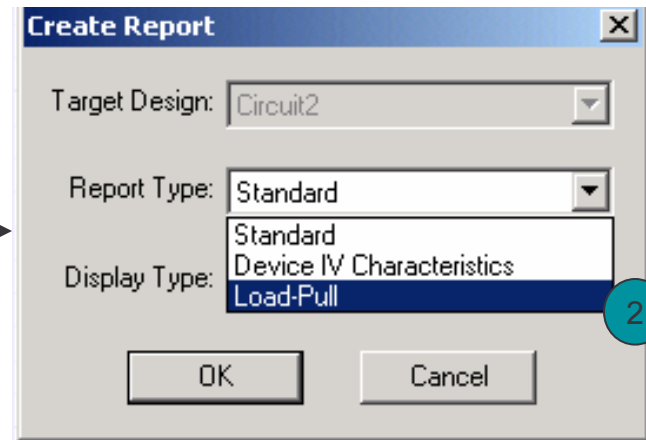 Create Report
Target Design: Circuit2
Report Type: Standard
Standard
Device IV Characteristics
Display Type:
Load-Pull
2
OK Cancel